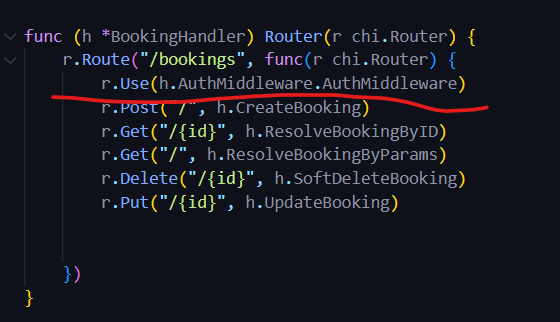 func (h *BookingHandler) Router(r chi.Router) {
r.Route("/bookings", func(r chi.Router) {
r.Use(h.AuthMiddleware.AuthMiddleware)
r.Post("/", h.CreateBooking)
r.Get("/{id}", h.ResolveBookingByID)
r.Get("/", h.ResolveBookingByParams)
r.Delete("/{id}", h.SoftDeleteBooking)
r.Put("/{id}", h.UpdateBooking)
})
}